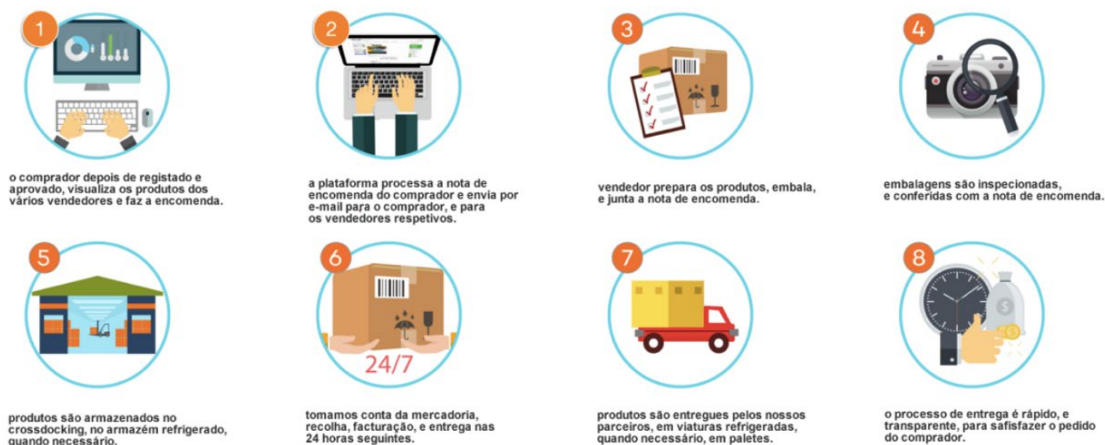 1
o comprador depois de registado e
aprovado, visualiza os produtos dos
vários vendedores e faz a encomenda.
2
a plataforma processa a nota de
encomenda do comprador e envia por
e-mail para o comprador, e para
os vendedores respetivos.
3
vendedor prepara os produtos, embala,
e junta a nota de encomenda.
4
embalagens são inspecionadas,
e conferidas com a nota de encomenda.
5
produtos são armazenados no
crossdocking, no armazém refrigerado,
quando necessário.
6
24/7
tomamos conta da mercadoria,
recolha, facturação, e entrega nas
24 horas seguintes.
7
produtos são entregues pelos nossos
parceiros, em viaturas refrigeradas,
quando necessário, em paletes.
8
$
o processo de entrega é rápido, e
transparente, para safisfazer o pedido
do comprador.